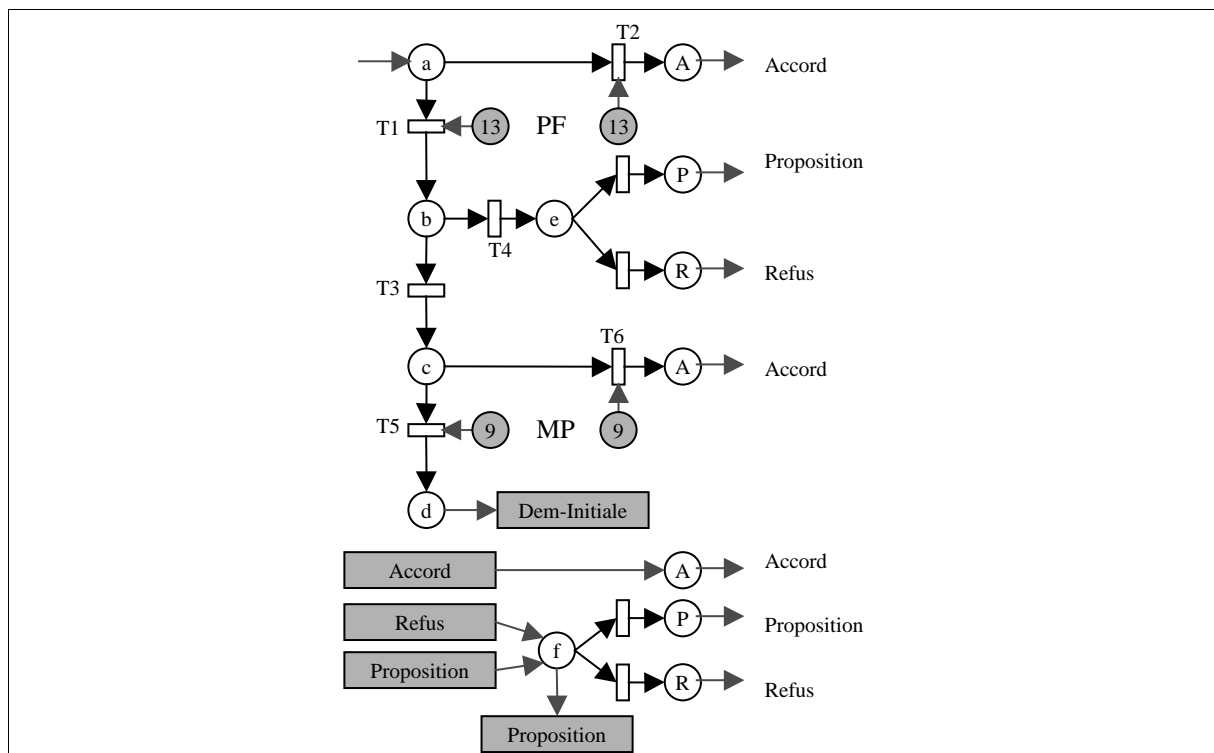 T2
a
A
Accord
T1
13
PF
13
Proposition
P
b
e
T4
R
Refus
T3
T6
c
A
Accord
T5
9
MP
9
d
Dem-Initiale
Accord
A
Accord
Refus
P
Proposition
f
Proposition
R
Refus
Proposition